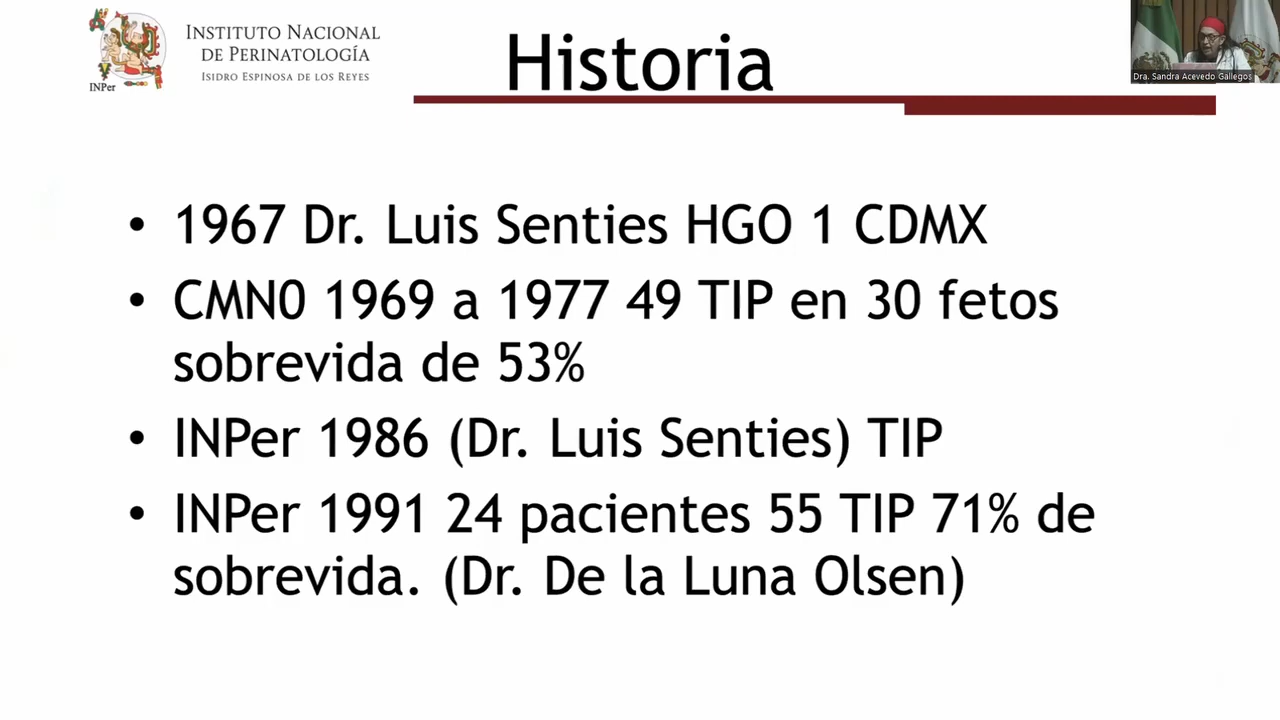 INSTITUTO NACIONAL
DE PERINATOLOGÍA
ISIDRO ESPINOSA DE LOS REYES
INPer
Historia
Dra. Sandra Acevedo Gallegos
• 1967 Dr. Luis Senties HGO 1 CDMX
• CMN0 1969 a 1977 49 TIP en 30 fetos
sobrevida de 53%
• INPer 1986 (Dr. Luis Senties) TIP
• INPer 1991 24 pacientes 55 TIP 71% de
sobrevida. (Dr. De la Luna Olsen)